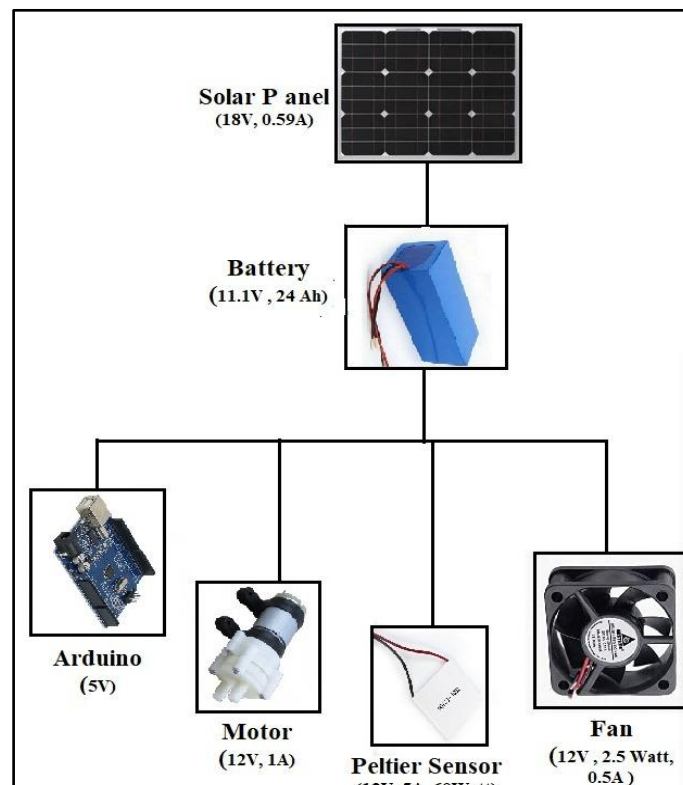 Solar P anel
(18V, 0.59A)
Battery
(11.1V , 24 Ah)
Arduino
(5V)
Motor
(12V, 1A)
Peltier Sensor
Fan
(12V , 2.5 Watt,
0.5A )